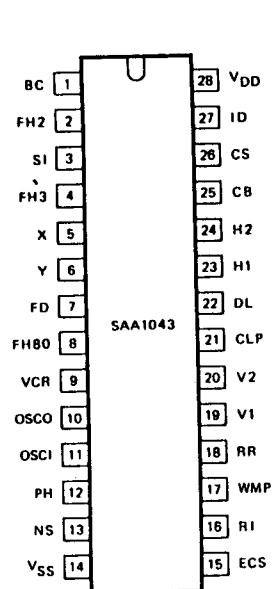 BC 1 28 VDD
FH2 2 27 ID
SI 3 26 CS
FH3 4 25 CB
X 5 24 H2
Y 6 23 H1
FD 7 22 DL
SAA1043
FH80 8 21 CLP
VCR 9 20 V2
OSCO 10 19 V1
OSCI 11 18 RR
PH 12 17 WMP
NS 13 16 RI
VSS 14 15 ECS